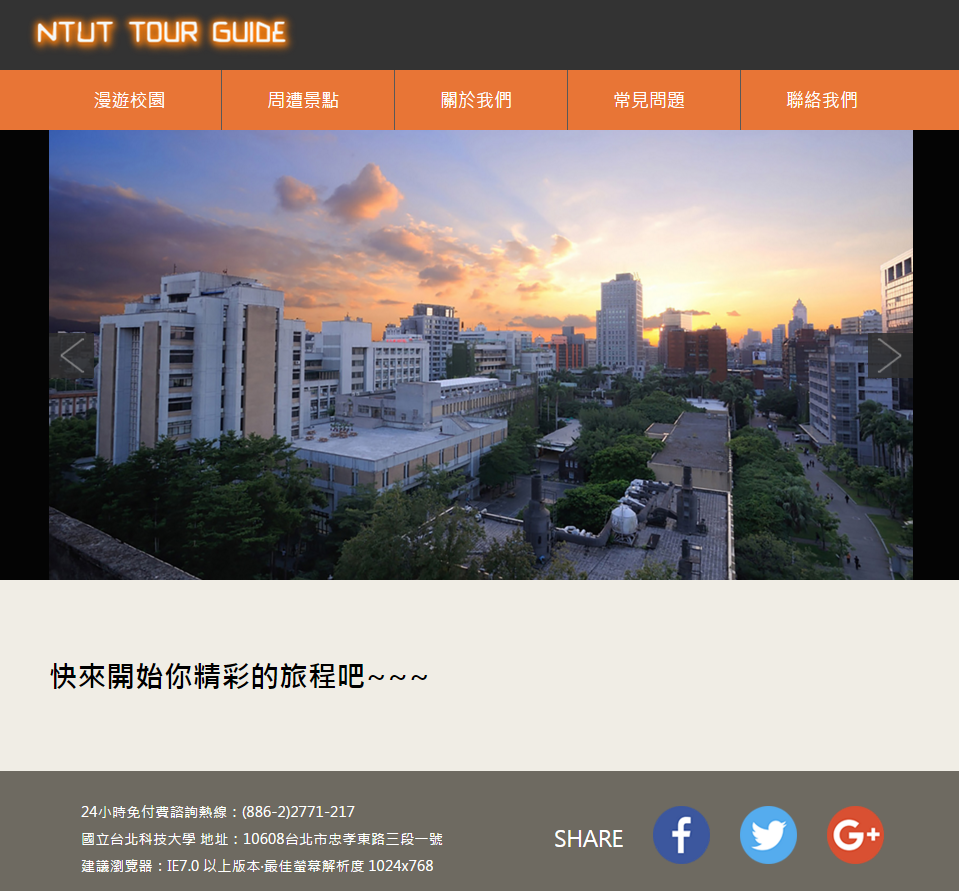 NTUT TOUR GUIDE
漫遊校園 周遭景點 關於我們 常見問題 聯絡我們
快來開始你精彩的旅程吧~~~
24小時免付費諮詢熱線：(886-2)2771-217
國立台北科技大學 地址：10608台北市忠孝東路三段一號
建議瀏覽器：IE7.0 以上版本‧最佳螢幕解析度 1024x768
SHARE